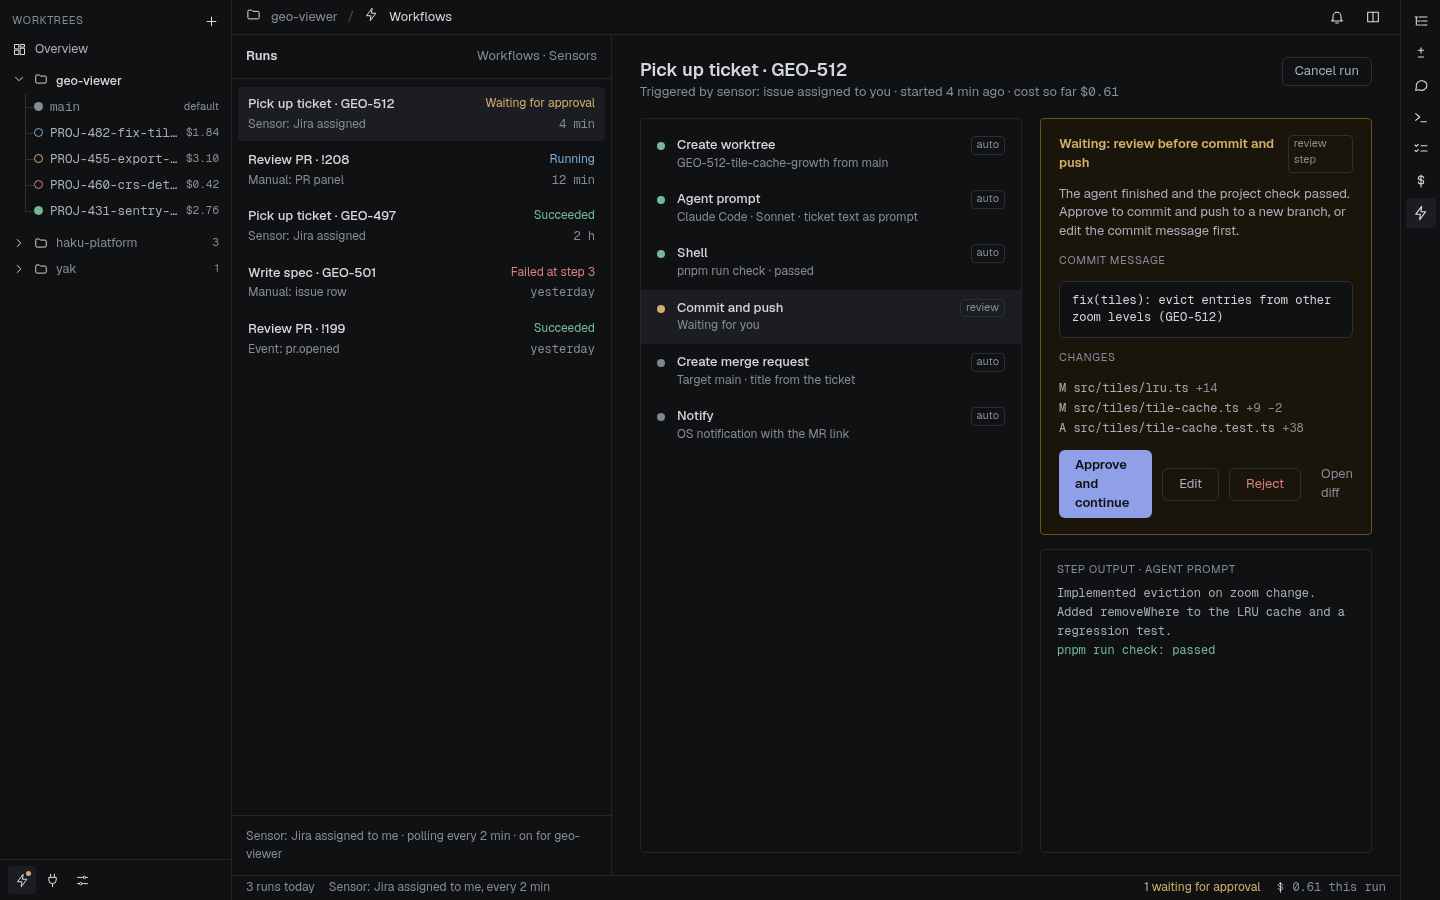 WORKTREES
Overview
geo-viewer
main default
PROJ-482-fix-til… $1.84
PROJ-455-export-… $3.10
PROJ-460-crs-det… $0.42
PROJ-431-sentry-… $2.76
haku-platform 3
yak 1
geo-viewer / Workflows
Runs Workflows · Sensors
Pick up ticket · GEO-512 Waiting for approval
Sensor: Jira assigned 4 min
Review PR · !208 Running
Manual: PR panel 12 min
Pick up ticket · GEO-497 Succeeded
Sensor: Jira assigned 2 h
Write spec · GEO-501 Failed at step 3
Manual: issue row yesterday
Review PR · !199 Succeeded
Event: pr.opened yesterday
Sensor: Jira assigned to me · polling every 2 min · on for geo-
viewer
Pick up ticket · GEO-512
Cancel run
Triggered by sensor: issue assigned to you · started 4 min ago · cost so far $0.61
Create worktree auto
GEO-512-tile-cache-growth from main
Agent prompt auto
Claude Code · Sonnet · ticket text as prompt
Shell auto
pnpm run check · passed
Commit and push review
Waiting for you
Create merge request auto
Target main · title from the ticket
Notify auto
OS notification with the MR link
Waiting: review before commit and
push
review
step
The agent finished and the project check passed.
Approve to commit and push to a new branch, or
edit the commit message first.
COMMIT MESSAGE
fix(tiles): evict entries from other
zoom levels (GEO-512)
CHANGES
M src/tiles/lru.ts +14
M src/tiles/tile-cache.ts +9 −2
A src/tiles/tile-cache.test.ts +38
Approve
and
continue
Edit
Reject
Open
diff
STEP OUTPUT · AGENT PROMPT
Implemented eviction on zoom change.
Added removeWhere to the LRU cache and a
regression test.
pnpm run check: passed
3 runs today Sensor: Jira assigned to me, every 2 min
1 waiting for approval $ 0.61 this run